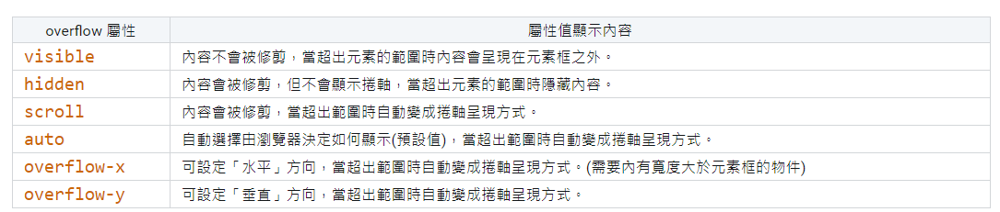 overflow 屬性 屬性值顯示內容
visible 內容不會被修剪，當超出元素的範圍時內容會呈現在元素框之外。
hidden 內容會被修剪，但不會顯示捲軸，當超出元素的範圍時隱藏內容。
scroll 內容會被修剪，當超出範圍時自動變成捲軸呈現方式。
auto 自動選擇由瀏覽器決定如何顯示(預設值)，當超出範圍時自動變成捲軸呈現方式。
overflow-x 可設定「水平」方向，當超出範圍時自動變成捲軸呈現方式。(需要內有寬度大於元素框的物件)
overflow-y 可設定「垂直」方向，當超出範圍時自動變成捲軸呈現方式。